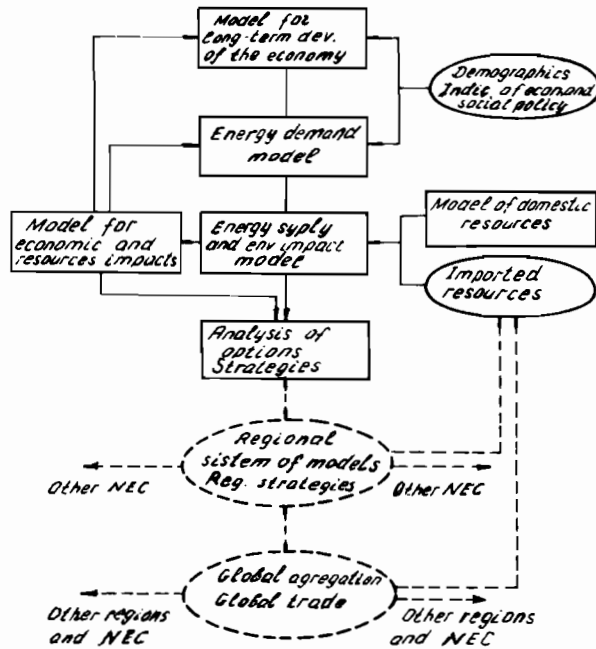 Model for
long-term dev.
of the economy
Demographics
Indic. of econ and
social policy
Energy demand
model
Model for
economic and
resources impacts
Energy syply
and env impact
model
Model of domestic
resources
Imported
resources
Analysis of
options
Strategies
Regional
sistem of models
Reg. strategies
Other NEC
Other NEC
Global agregation
Global trade
Other regions
and NEC
Other regions
and NEC